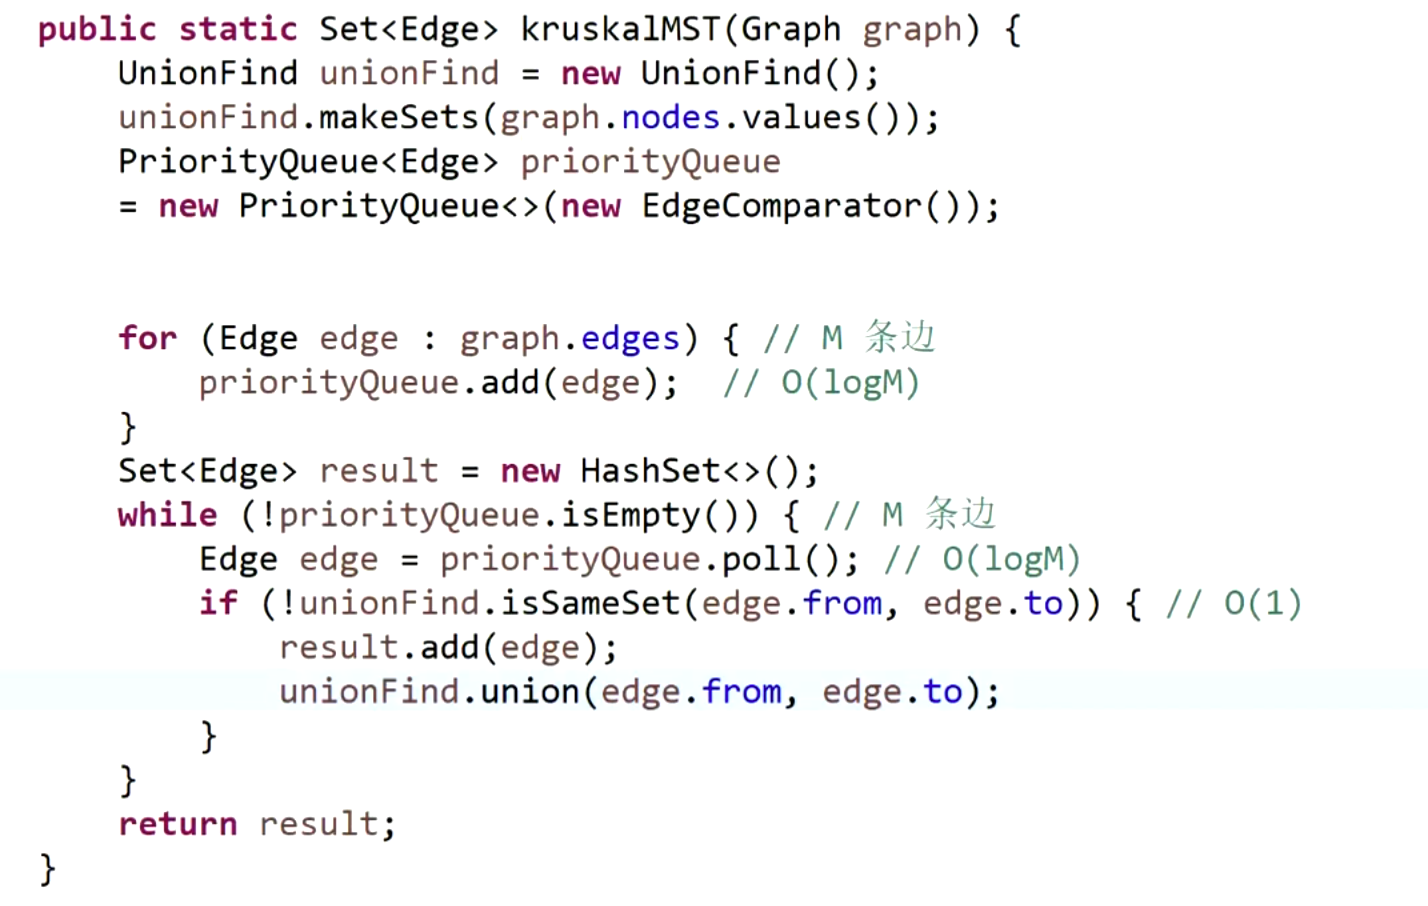 public static Set<Edge> kruskalMST(Graph graph) {
    UnionFind unionFind = new UnionFind();
    unionFind.makeSets(graph.nodes.values());
    PriorityQueue<Edge> priorityQueue
    = new PriorityQueue<>(new EdgeComparator());
    for (Edge edge : graph.edges) { // M 条边
        priorityQueue.add(edge);  // O(logM)
    }
    Set<Edge> result = new HashSet<>();
    while (!priorityQueue.isEmpty()) { // M 条边
        Edge edge = priorityQueue.poll(); // O(logM)
        if (!unionFind.isSameSet(edge.from, edge.to)) { // O(1)
            result.add(edge);
            unionFind.union(edge.from, edge.to);
        }
    }
    return result;
}